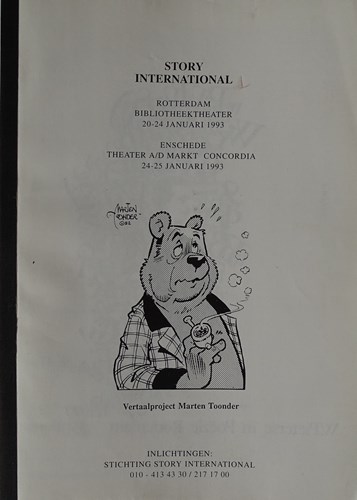 STORY
INTERNATIONAL
ROTTERDAM
BIBLIOTHEEKTHEATER
20-24 JANUARI 1993
ENSCHEDE
THEATER A/D MARKT CONCORDIA
24-25 JANUARI 1993
MARTEN
TOONDER
Vertaalproject Marten Toonder
INLICHTINGEN:
STICHTING STORY INTERNATIONAL
010 - 413 43 30 / 217 17 00